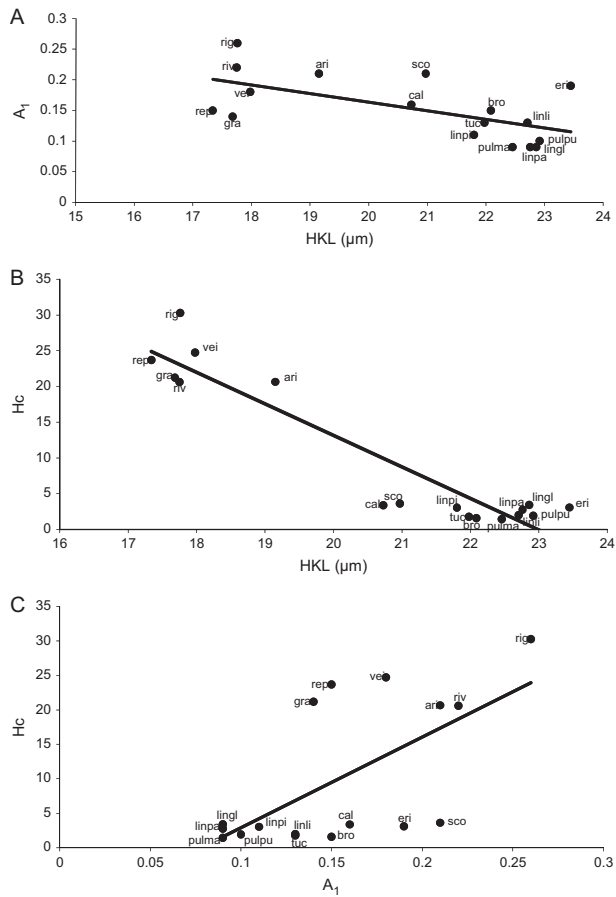 A
0.3
0.25
0.2
0.15
0.1
0.05
0
A1
rig
riv
vei
rep
gra
ari
sco
cal
eri
bro
tuc
linli
linpi
pulma
pulpu
lingl
linpa
15 16 17 18 19 20 21 22 23 24
HKL (µm)
B
35
30
25
20
15
10
5
0
Hc
rig
vei
rep
gra
riv
ari
cal
sco
linpi
linpa
lingl
eri
tuc
bro
pulma
linli
pulpu
16 17 18 19 20 21 22 23 24
HKL (µm)
C
35
30
25
20
15
10
5
0
Hc
rig
rep
vei
gra
ari
riv
lingl
linpa
linpi
linli
cal
eri
sco
pulma
pulpu
tuc
bro
0 0.05 0.1 0.15 0.2 0.25 0.3
A1